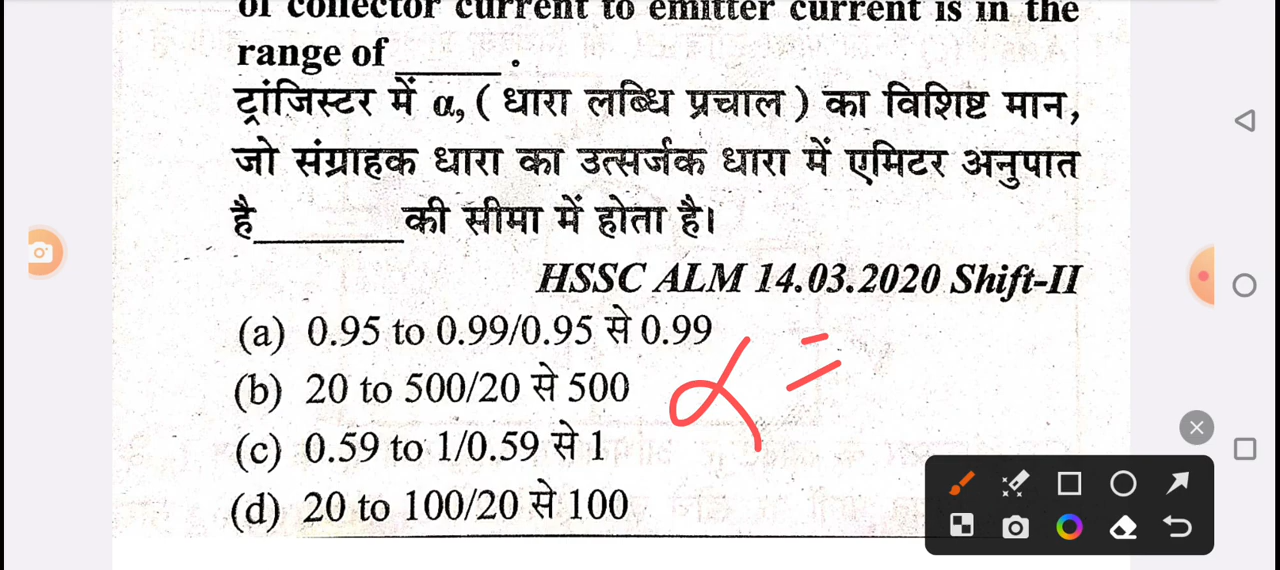 of collector current to emitter current is in the
range of ______ .
ट्रांजिस्टर में α, ( धारा लब्धि प्रचाल ) का विशिष्ट मान,
जो संग्राहक धारा का उत्सर्जक धारा में एमिटर अनुपात
है________की सीमा में होता है।
HSSC ALM 14.03.2020 Shift-II
(a) 0.95 to 0.99/0.95 से 0.99
(b) 20 to 500/20 से 500
(c) 0.59 to 1/0.59 से 1
(d) 20 to 100/20 से 100
α =